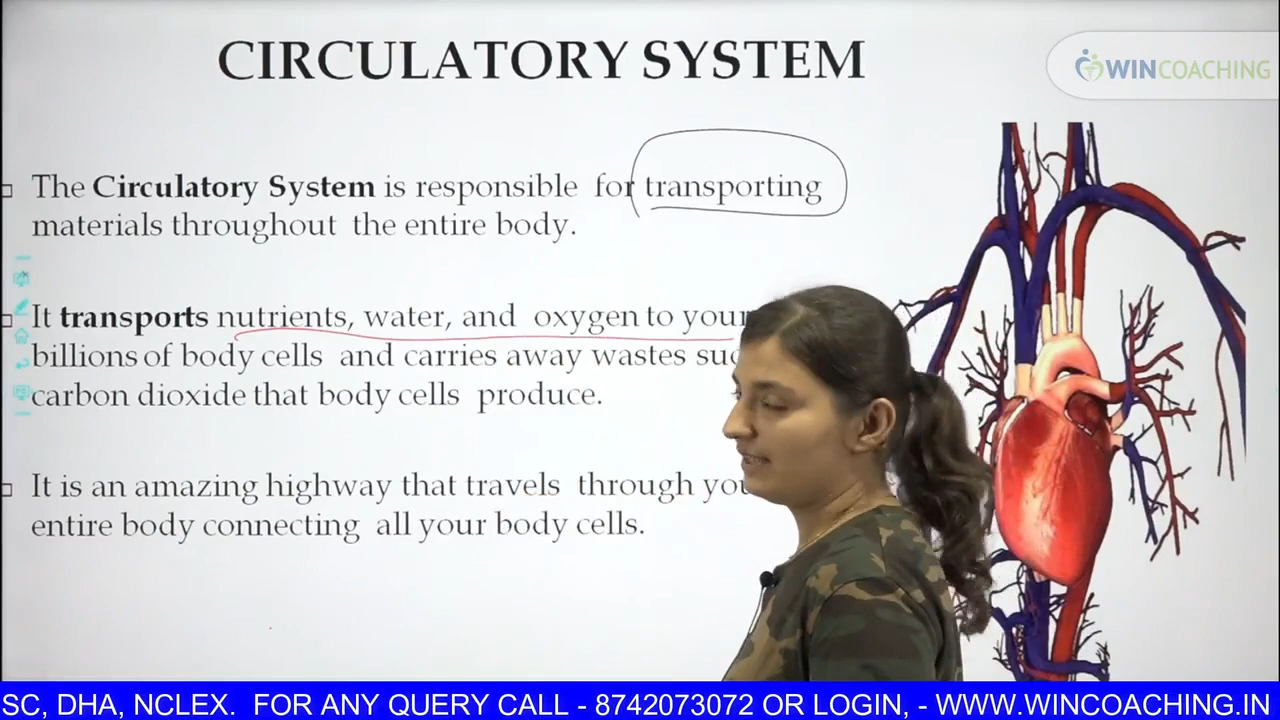 CIRCULATORY SYSTEM
WINCOACHING
The Circulatory System is responsible for transporting
materials throughout the entire body.
It transports nutrients, water, and oxygen to your
billions of body cells and carries away wastes
carbon dioxide that body cells produce.
It is an amazing highway that travels through
entire body connecting all your body cells.
SC, DHA, NCLEX. FOR ANY QUERY CALL - 8742073072 OR LOGIN, - WWW.WINCOACHING.IN